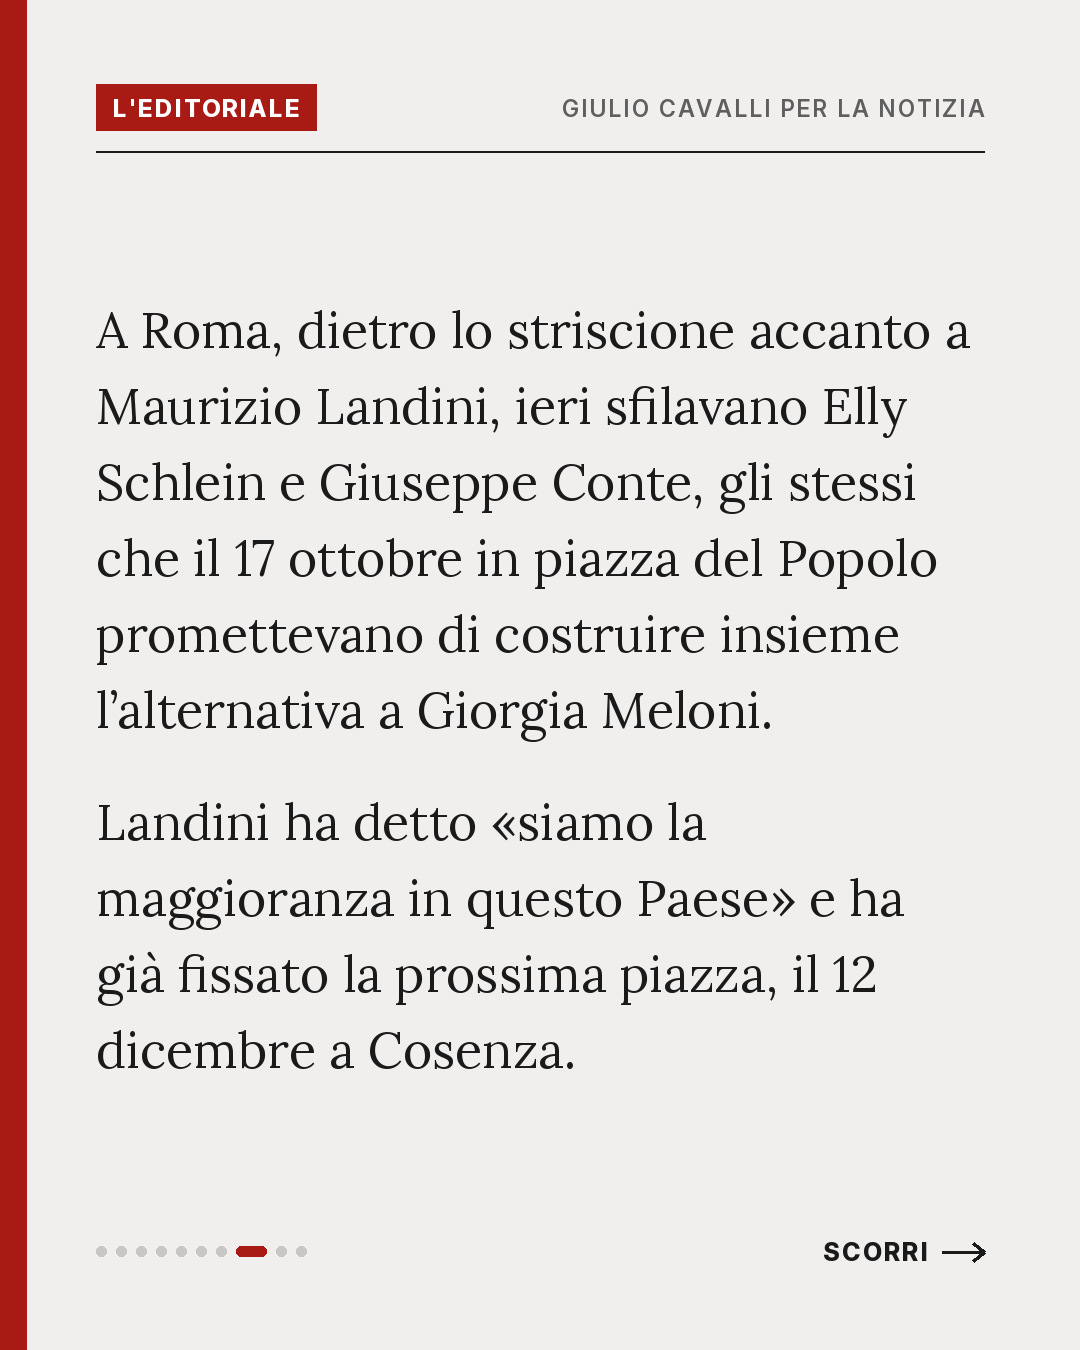 L'EDITORIALE
GIULIO CAVALLI PER LA NOTIZIA
A Roma, dietro lo striscione accanto a
Maurizio Landini, ieri sfilavano Elly
Schlein e Giuseppe Conte, gli stessi
che il 17 ottobre in piazza del Popolo
promettevano di costruire insieme
l’alternativa a Giorgia Meloni.
Landini ha detto «siamo la
maggioranza in questo Paese» e ha
già fissato la prossima piazza, il 12
dicembre a Cosenza.
SCORRI